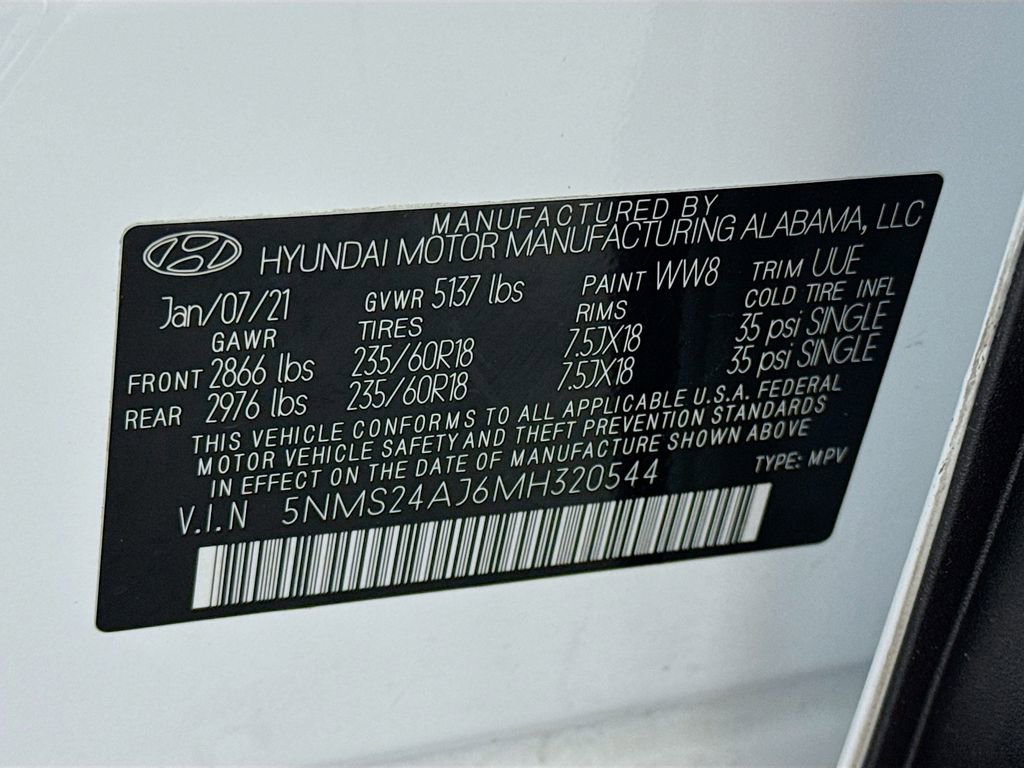 MANUFACTURED BY
HYUNDAI MOTOR MANUFACTURING ALABAMA, LLC
Jan/07/21 GVWR 5137 lbs PAINT WW8 TRIM UUE
GAWR TIRES RIMS COLD TIRE INFL
FRONT 2866 lbs 235/60R18 7.5JX18 35 psi SINGLE
REAR 2976 lbs 235/60R18 7.5JX18 35 psi SINGLE
THIS VEHICLE CONFORMS TO ALL APPLICABLE U.S.A. FEDERAL
MOTOR VEHICLE SAFETY AND THEFT PREVENTION STANDARDS
IN EFFECT ON THE DATE OF MANUFACTURE SHOWN ABOVE
V.I.N 5NMS24AJ6MH320544 TYPE: MPV